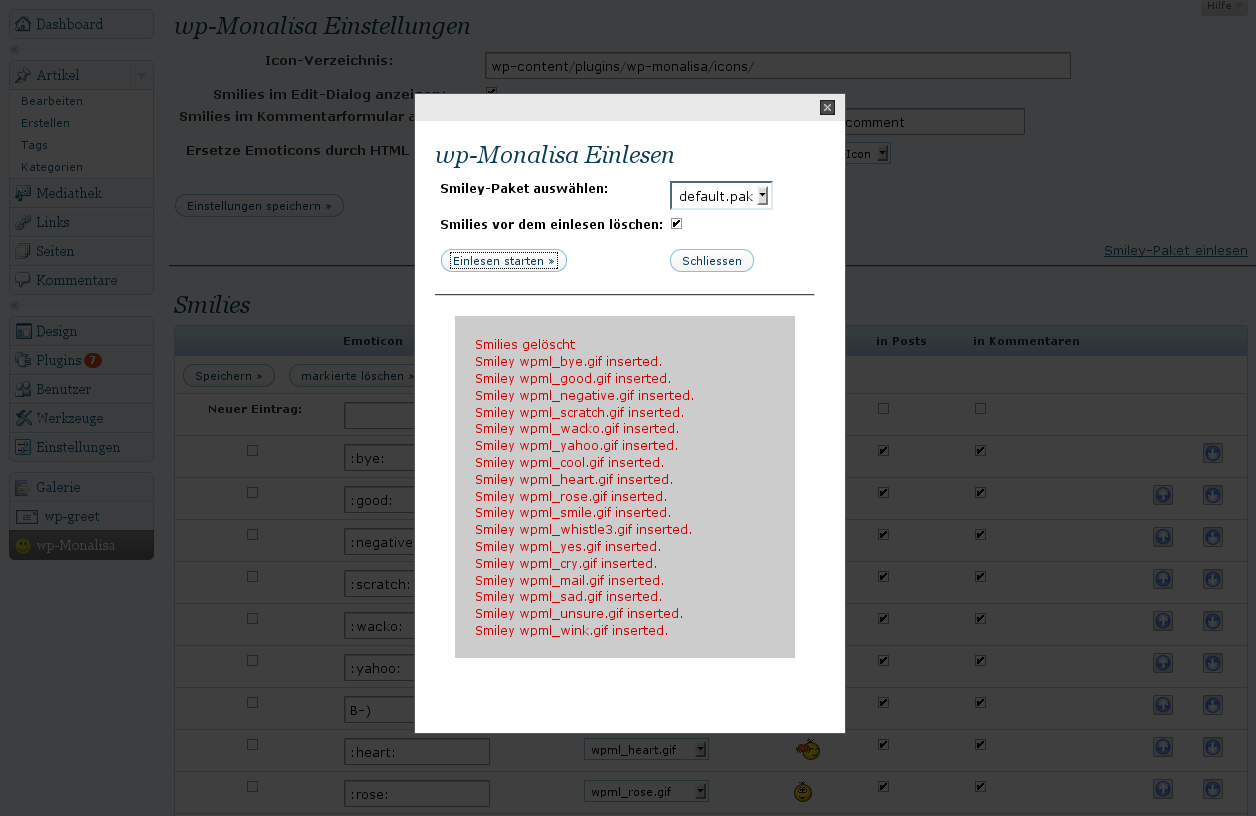 Hilfe
Dashboard
Artikel
Bearbeiten
Erstellen
Tags
Kategorien
Mediathek
Links
Seiten
Kommentare
Design
Plugins 7
Benutzer
Werkzeuge
Einstellungen
Galerie
wp-greet
wp-Monalisa
wp-Monalisa Einstellungen
Icon-Verzeichnis: wp-content/plugins/wp-monalisa/icons/
Smilies im Edit-Dialog anzeigen:
Smilies im Kommentarformular a comment
Ersetze Emoticons durch HTML Icon
Einstellungen speichern »
Smiley-Paket einlesen
wp-Monalisa Einlesen
Smiley-Paket auswählen: default.pak
Smilies vor dem einlesen löschen:
Einlesen starten » Schliessen
Smilies gelöscht
Smiley wpml_bye.gif inserted.
Smiley wpml_good.gif inserted.
Smiley wpml_negative.gif inserted.
Smiley wpml_scratch.gif inserted.
Smiley wpml_wacko.gif inserted.
Smiley wpml_yahoo.gif inserted.
Smiley wpml_cool.gif inserted.
Smiley wpml_heart.gif inserted.
Smiley wpml_rose.gif inserted.
Smiley wpml_smile.gif inserted.
Smiley wpml_whistle3.gif inserted.
Smiley wpml_yes.gif inserted.
Smiley wpml_cry.gif inserted.
Smiley wpml_mail.gif inserted.
Smiley wpml_sad.gif inserted.
Smiley wpml_unsure.gif inserted.
Smiley wpml_wink.gif inserted.
Smilies
Emoticon in Posts in Kommentaren
Speichern » markierte löschen »
Neuer Eintrag:
:bye:
:good:
:negative
:scratch:
:wacko:
:yahoo:
B-)
:heart: wpml_heart.gif
:rose: wpml_rose.gif